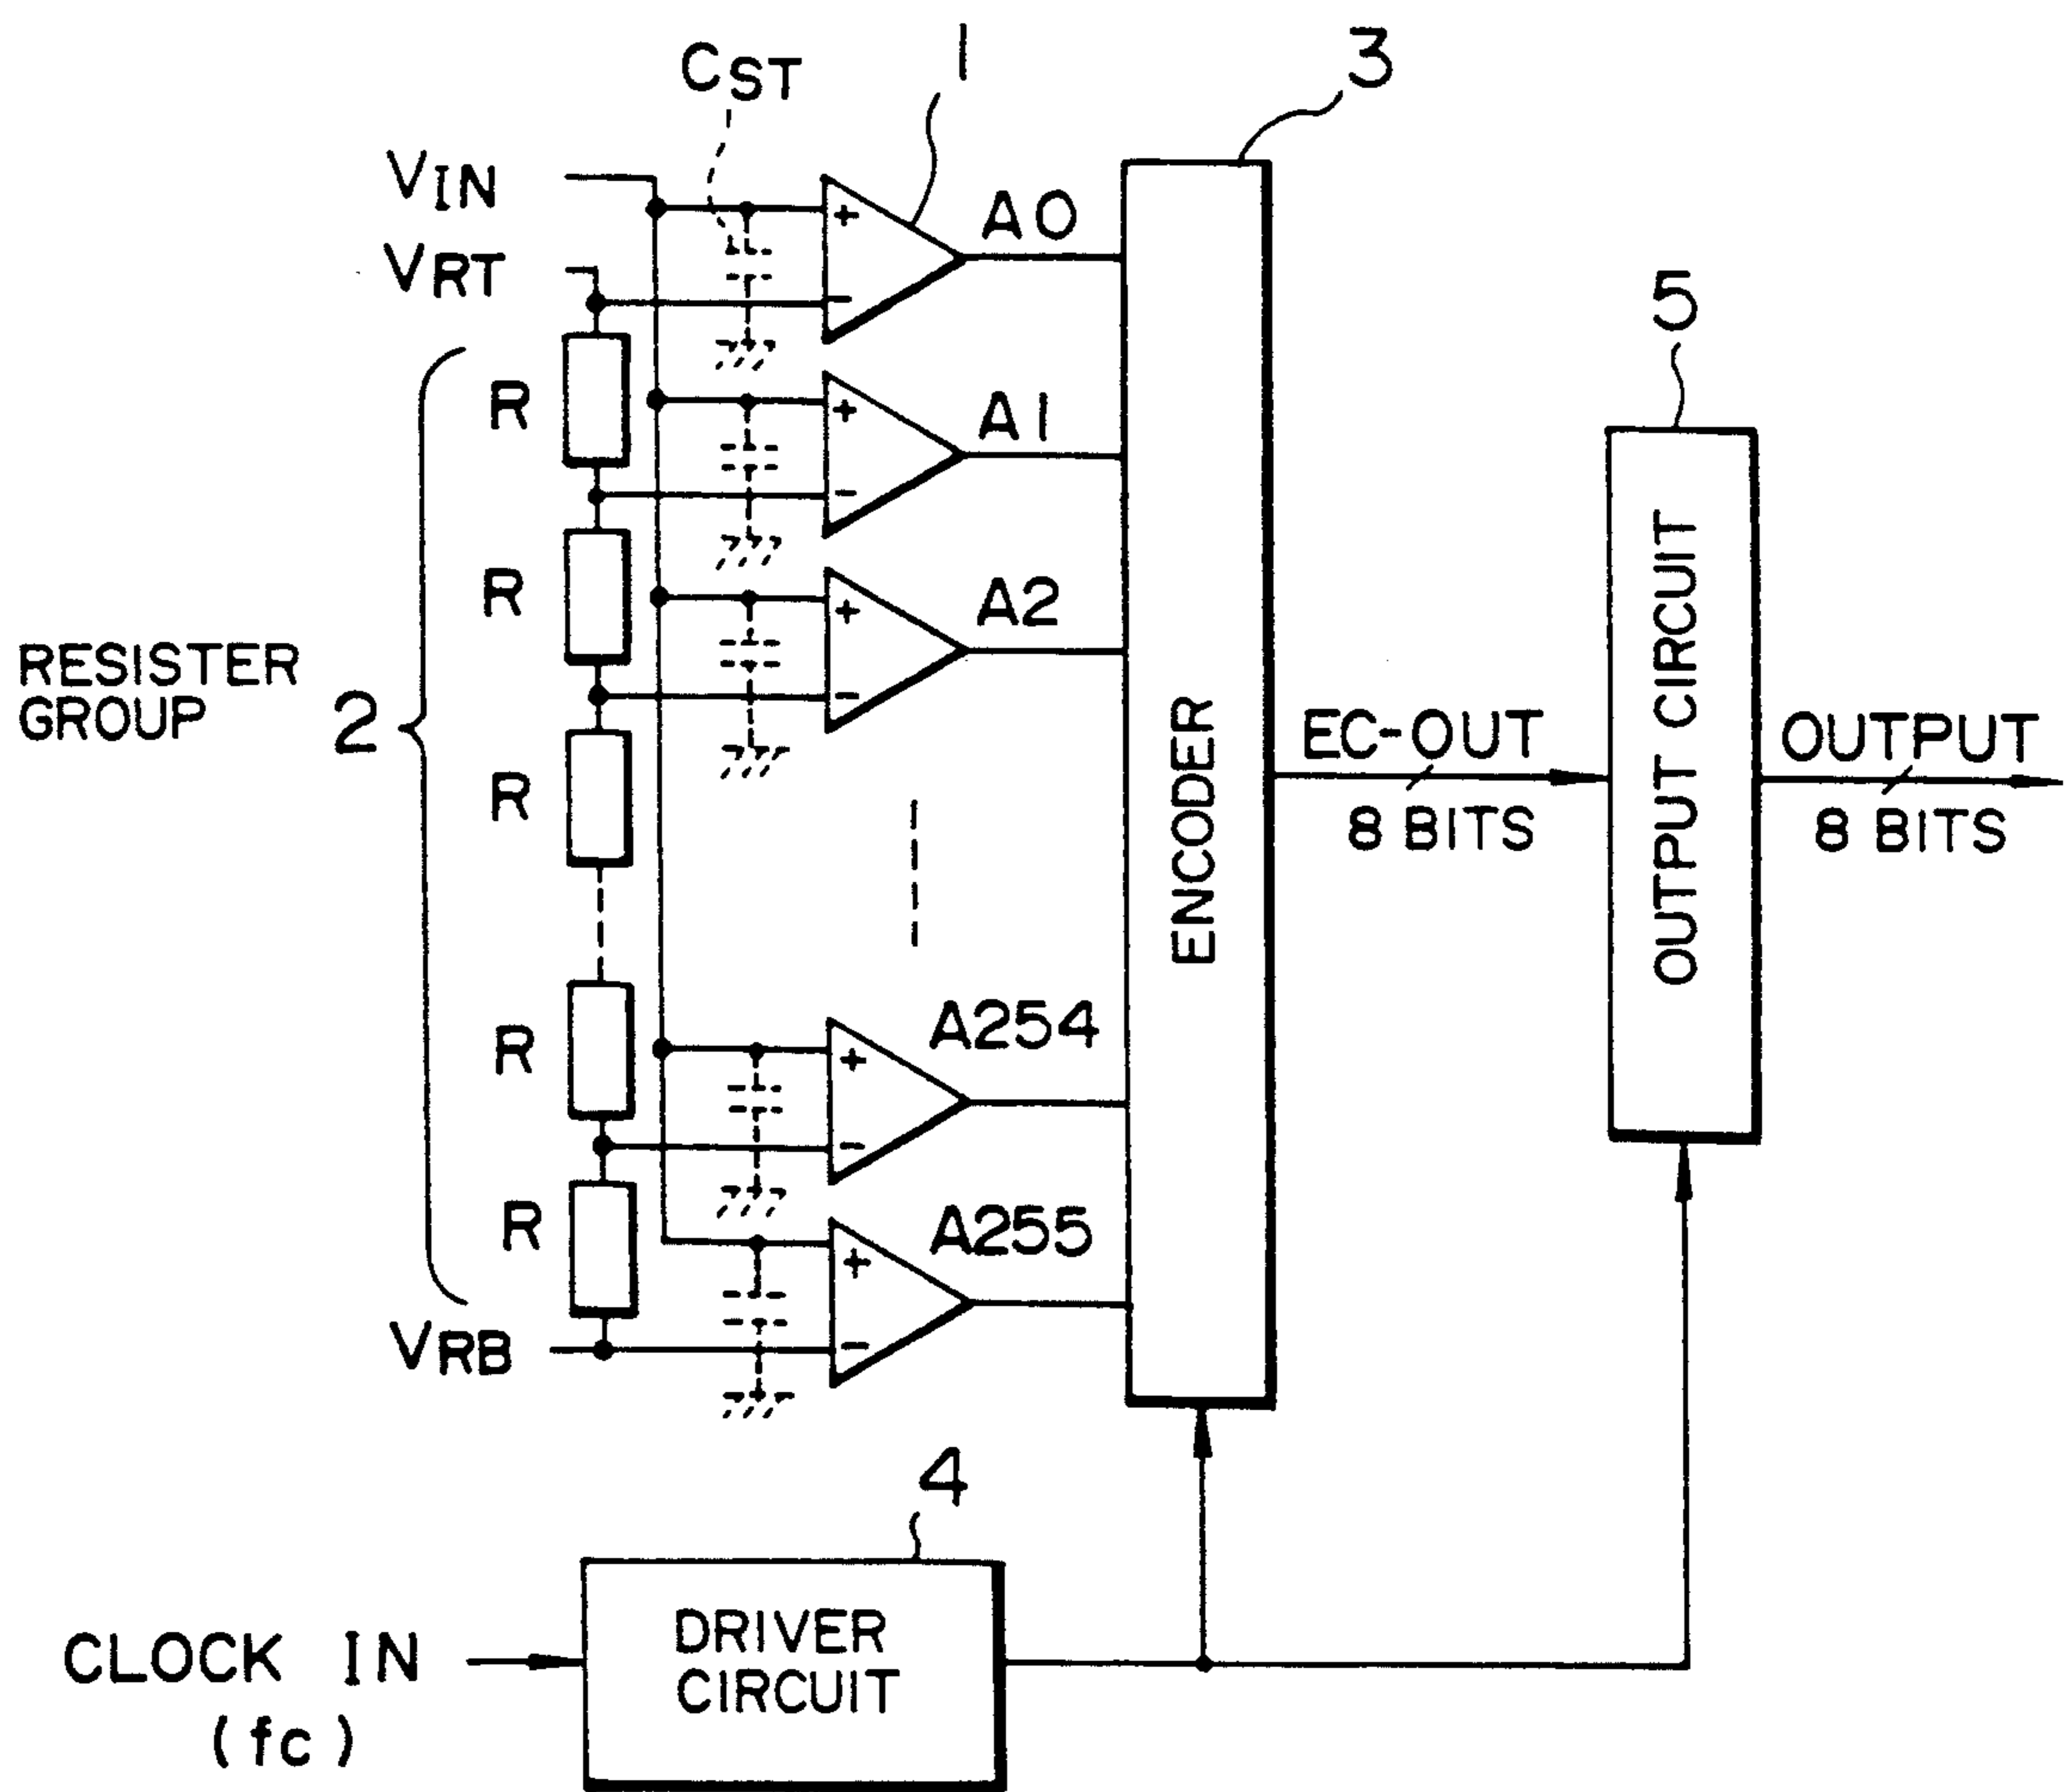 CST
1
3
VIN
VRT
A0
5
R
A1
R
A2
RESISTER
GROUP
2
R
ENCODER
EC-OUT
8 BITS
OUTPUT CIRCUIT
OUTPUT
8 BITS
R
A254
R
A255
VRB
4
CLOCK IN
(fc)
DRIVER
CIRCUIT
+
-
+
-
+
-
+
-
+
-